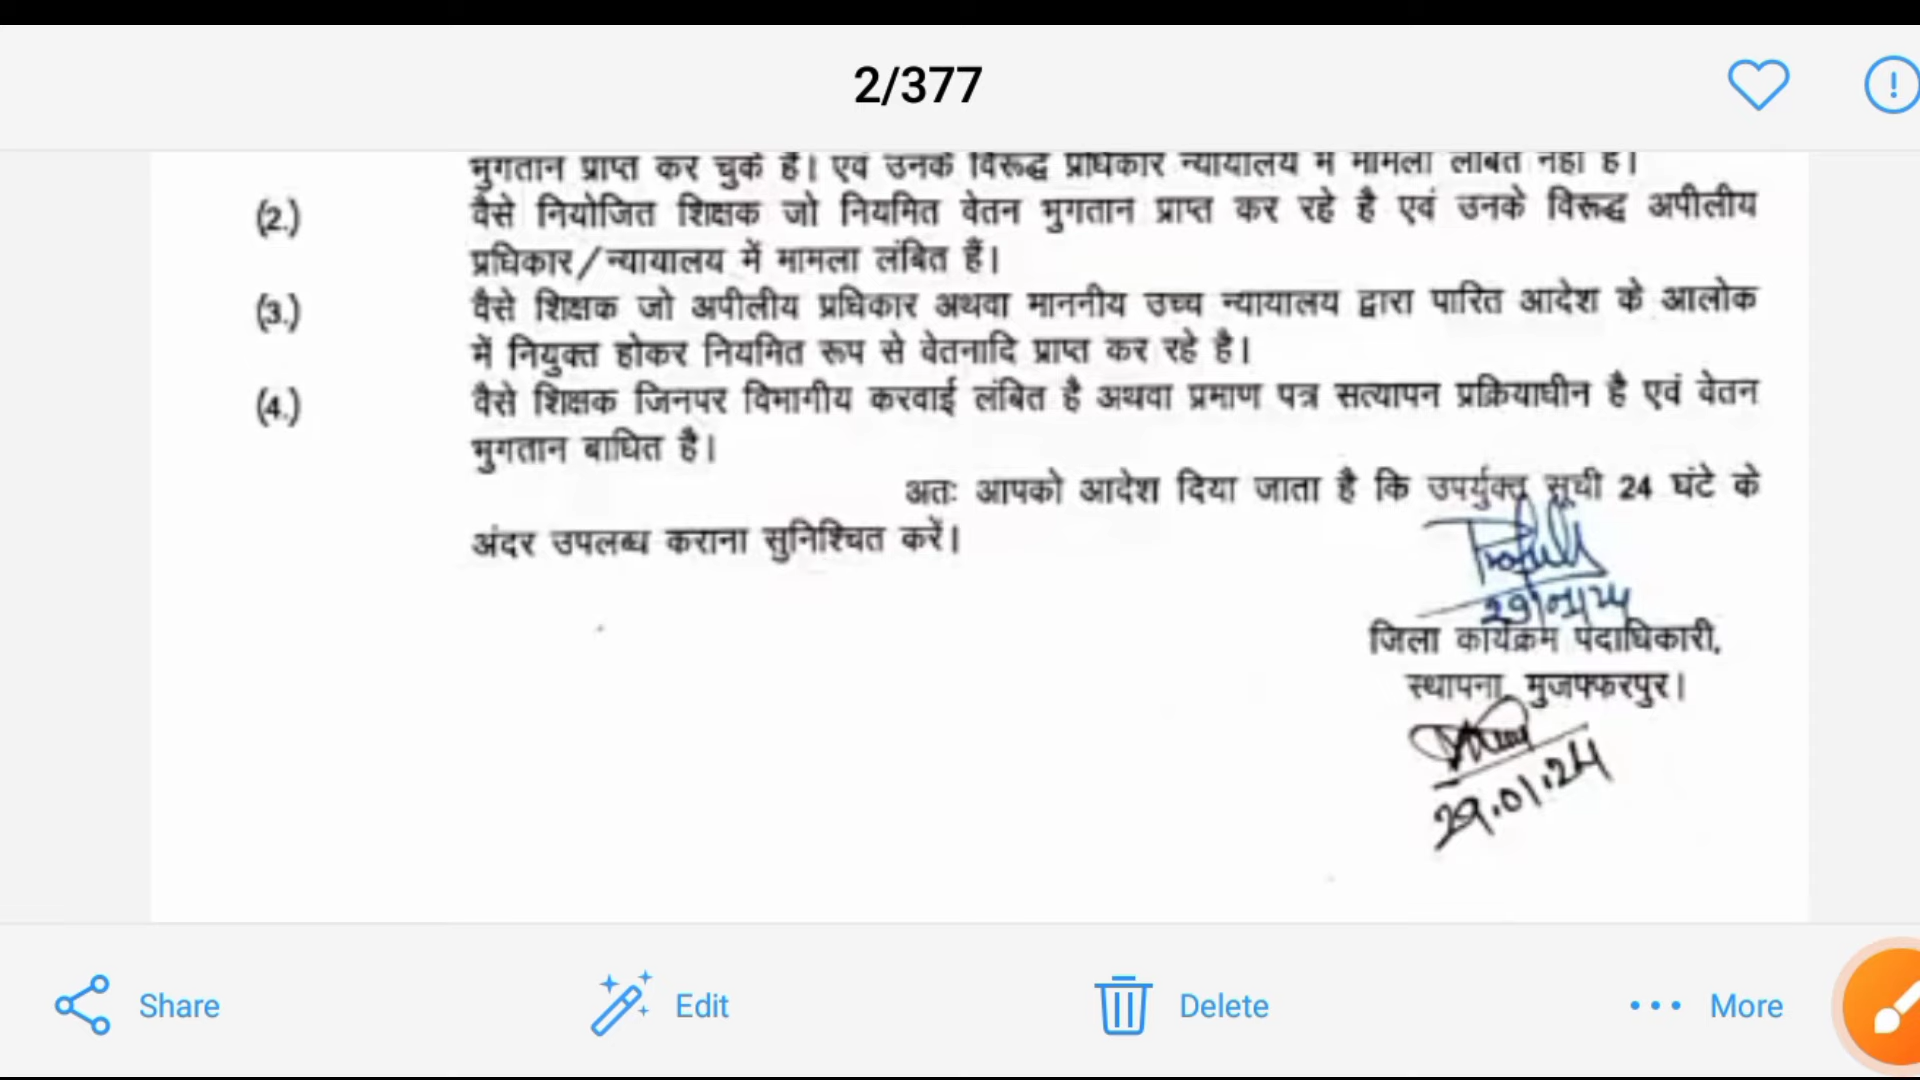 2/377
भुगतान प्राप्त कर चुके हैं। एवं उनके विरूद्ध प्रधिकार न्यायालय में मामला लंबित नहीं है।
(2.) वैसे नियोजित शिक्षक जो नियमित वेतन भुगतान प्राप्त कर रहे है एवं उनके विरूद्ध अपीलीय
प्रधिकार/न्यायालय में मामला लंबित हैं।
(3.) वैसे शिक्षक जो अपीलीय प्रधिकार अथवा माननीय उच्च न्यायालय द्वारा पारित आदेश के आलोक
में नियुक्त होकर नियमित रूप से वेतनादि प्राप्त कर रहे है।
(4.) वैसे शिक्षक जिनपर विभागीय करवाई लंबित है अथवा प्रमाण पत्र सत्यापन प्रक्रियाधीन है एवं वेतन
भुगतान बाधित है।
अतः आपको आदेश दिया जाता है कि उपर्युक्त सूची 24 घंटे के
अंदर उपलब्ध कराना सुनिश्चित करें।
29/01/24
जिला कार्यक्रम पदाधिकारी,
स्थापना, मुजफ्फरपुर।
29.01.24
Share Edit Delete More